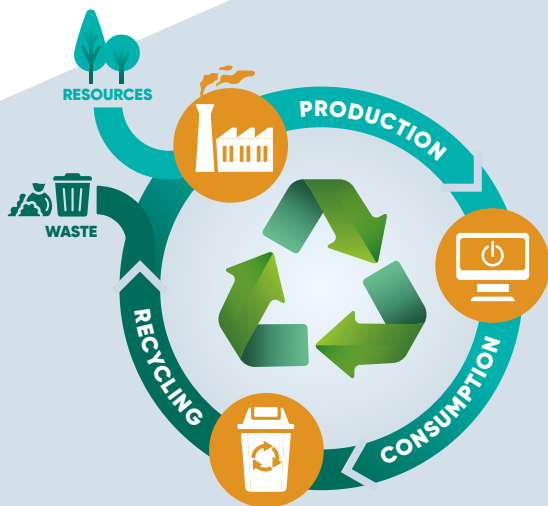 RESOURCES
PRODUCTION
WASTE
RECYCLING
CONSUMPTION